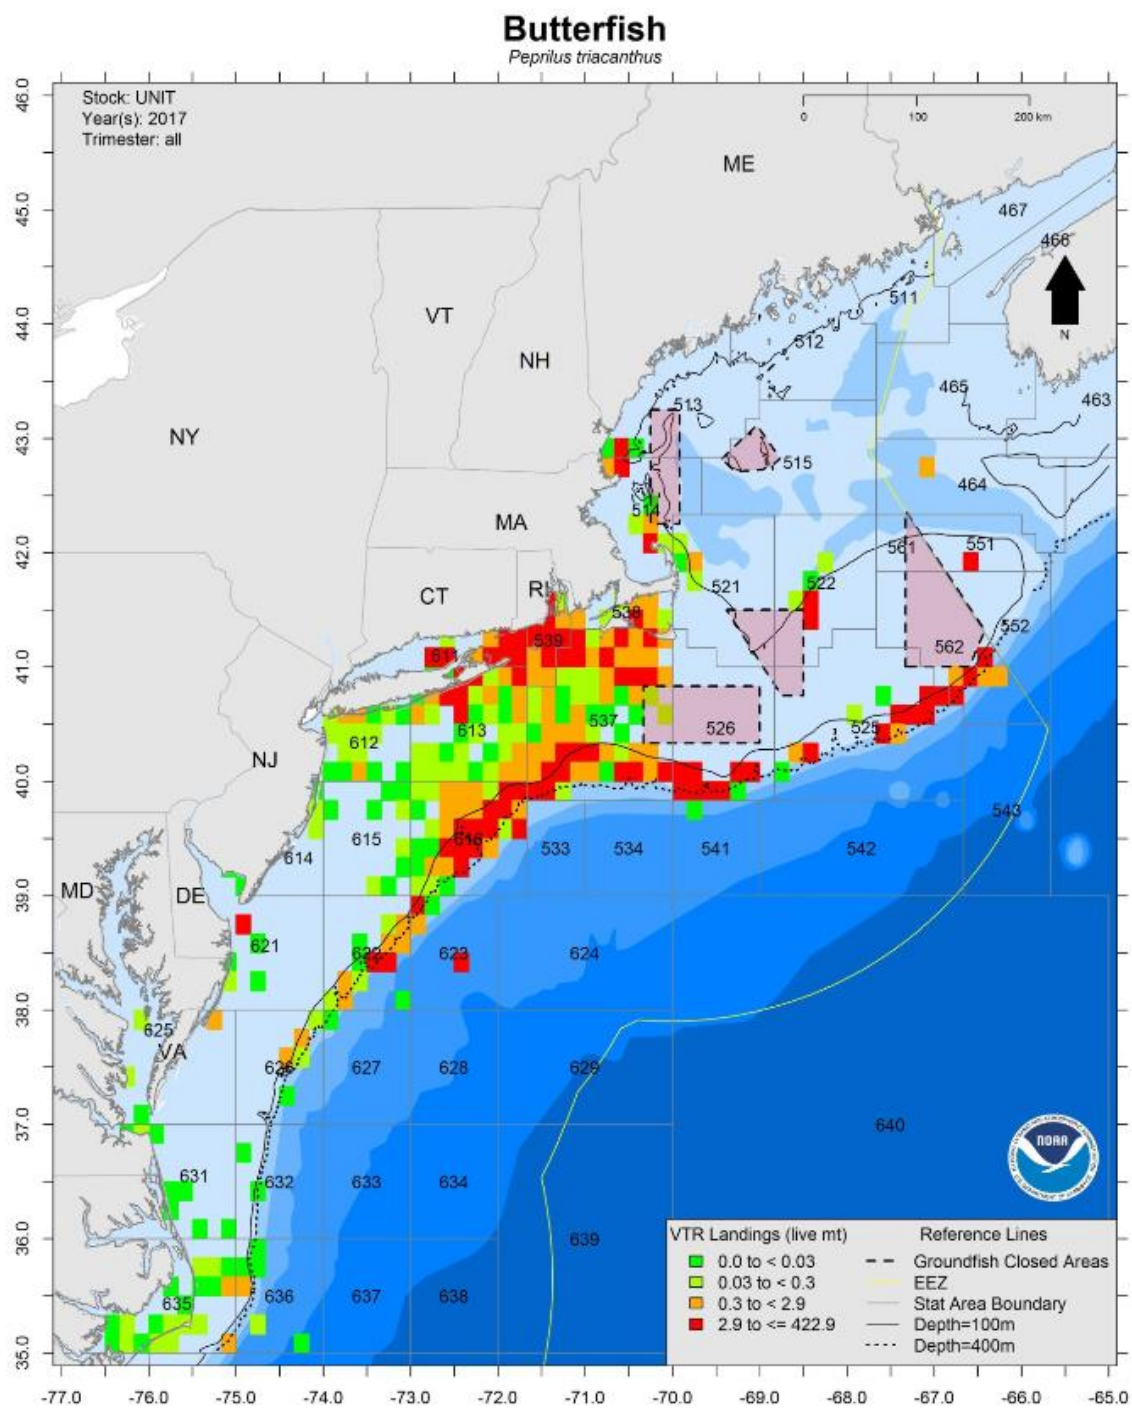 Butterfish
Peprilus triacanthus
Stock: UNIT
Year(s): 2017
Trimester: all
0 100 200 km
46.0
45.0
44.0
43.0
42.0
41.0
40.0
39.0
38.0
37.0
36.0
35.0
ME
VT
NH
NY
MA
CT
RI
NJ
MD
DE
VA
N
467
466
511
512
465
463
513
515
464
514
561
551
521
522
538
539
552
562
611
537
526
525
612
613
543
615
616
614
533
534
541
542
621
622
623
624
625
626
627
628
629
640
631
632
633
634
639
635
636
637
638
NOAA
VTR Landings (live mt)
0.0 to < 0.03
0.03 to < 0.3
0.3 to < 2.9
2.9 to <= 422.9
Reference Lines
Groundfish Closed Areas
EEZ
Stat Area Boundary
Depth=100m
Depth=400m
-77.0 -76.0 -75.0 -74.0 -73.0 -72.0 -71.0 -70.0 -69.0 -68.0 -67.0 -66.0 -65.0